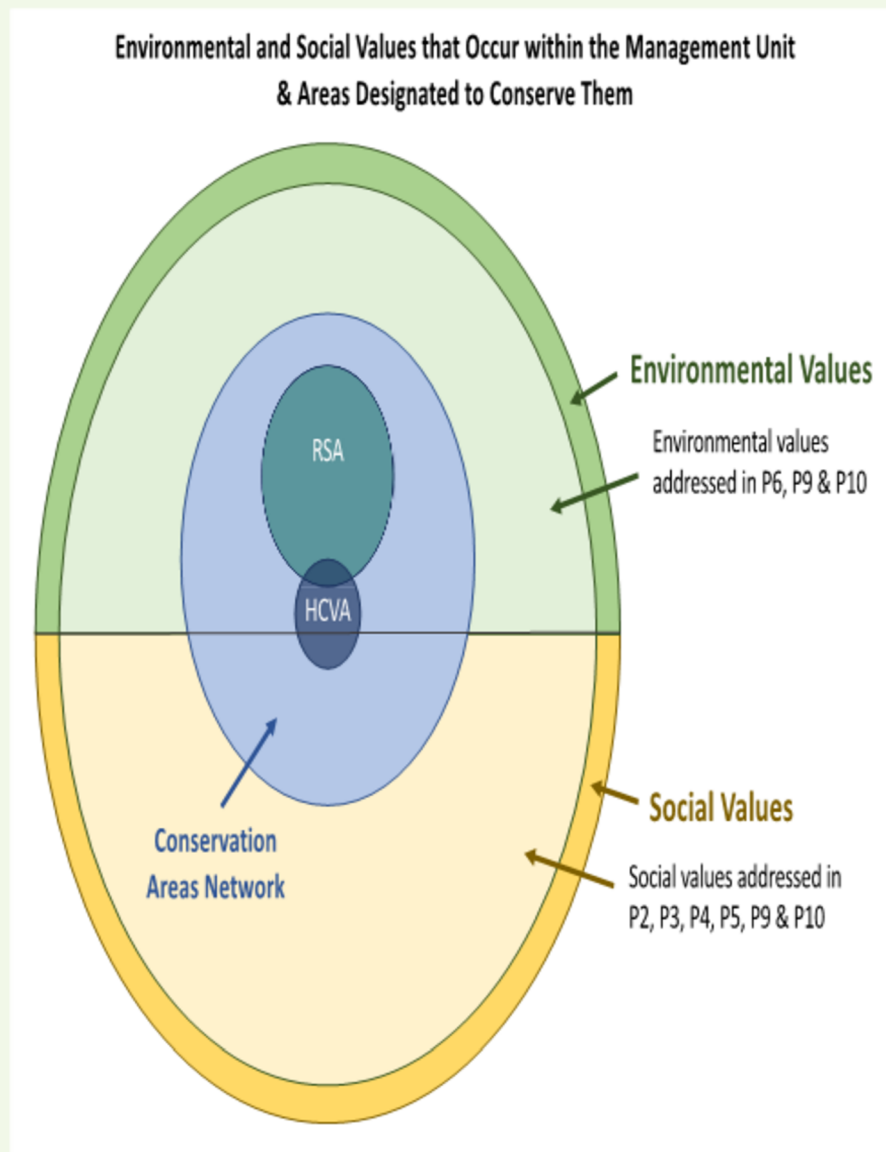 Environmental and Social Values that Occur within the Management Unit
& Areas Designated to Conserve Them
Environmental Values
Environmental values
addressed in P6, P9 & P10
RSA
HCVA
Social Values
Conservation
Areas Network
Social values addressed in
P2, P3, P4, P5, P9 & P10